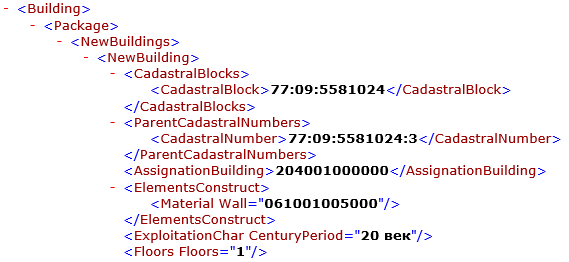 - <Building>
- <Package>
- <NewBuildings>
- <NewBuilding>
- <CadastralBlocks>
<CadastralBlock>77:09:5581024</CadastralBlock>
</CadastralBlocks>
- <ParentCadastralNumbers>
<CadastralNumber>77:09:5581024:3</CadastralNumber>
</ParentCadastralNumbers>
<AssignationBuilding>204001000000</AssignationBuilding>
- <ElementsConstruct>
<Material Wall="061001005000"/>
</ElementsConstruct>
<ExploitationChar CenturyPeriod="20 век"/>
<Floors Floors="1"/>